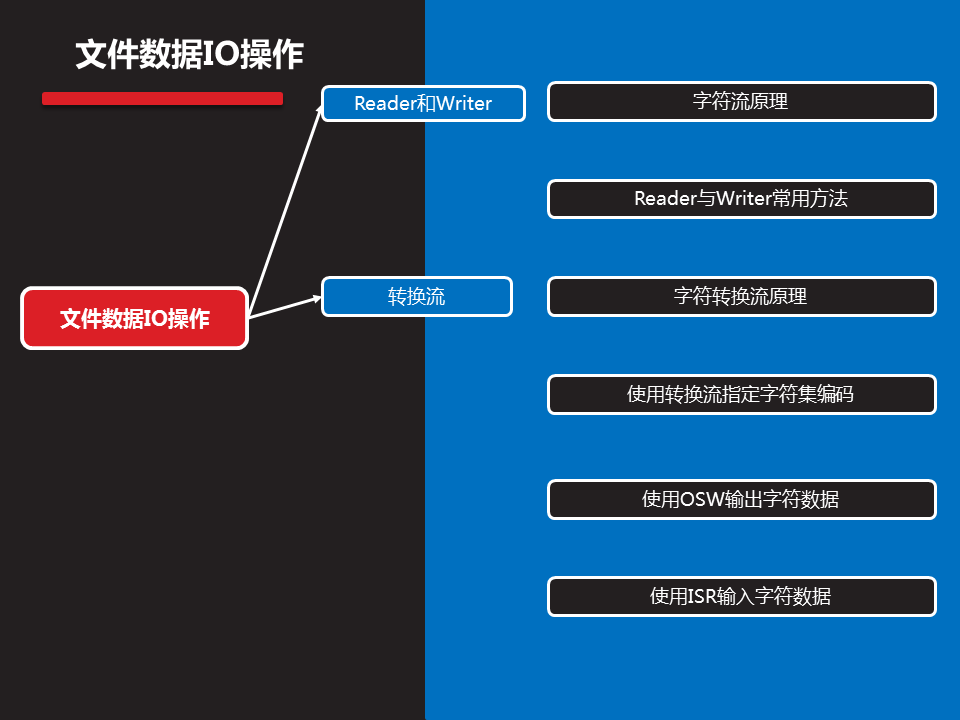 文件数据IO操作
Reader和Writer
字符流原理
Reader与Writer常用方法
文件数据IO操作
转换流
字符转换流原理
使用转换流指定字符集编码
使用OSW输出字符数据
使用ISR输入字符数据